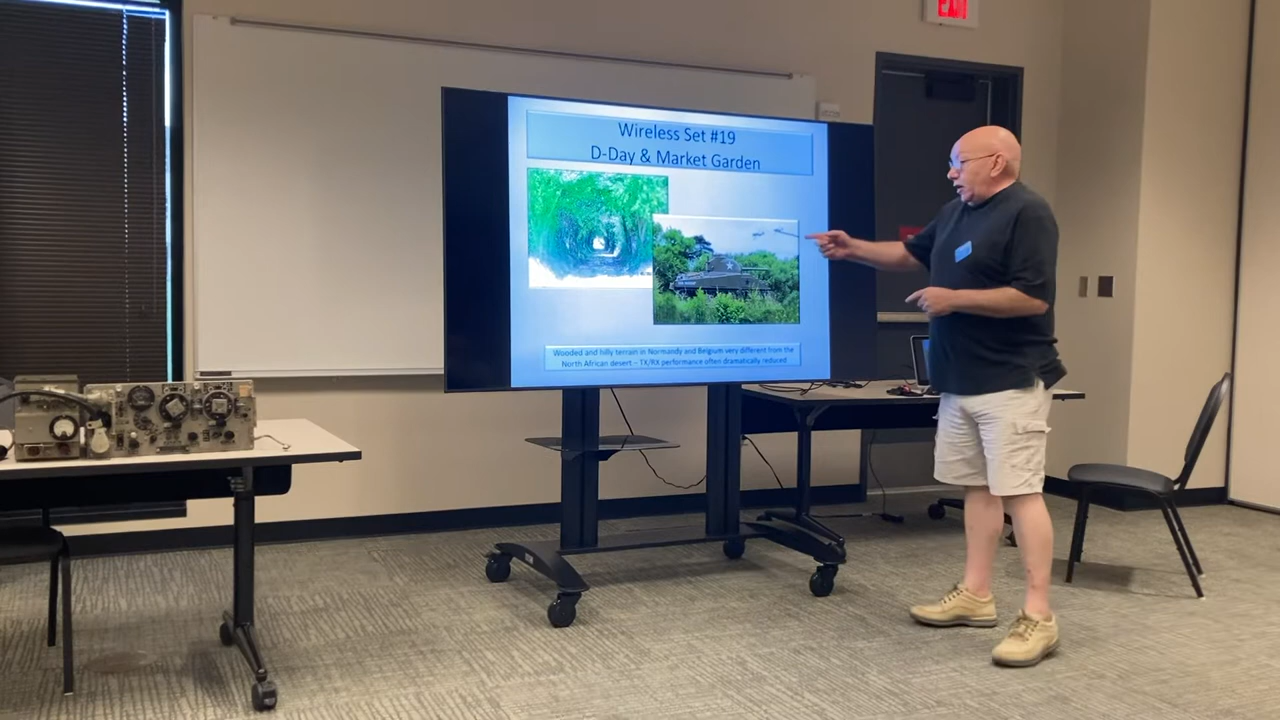 EXIT
Wireless Set #19
D-Day & Market Garden
Wooded and hilly terrain in Normandy and Belgium very different from the
North African desert – TX/RX performance often dramatically reduced